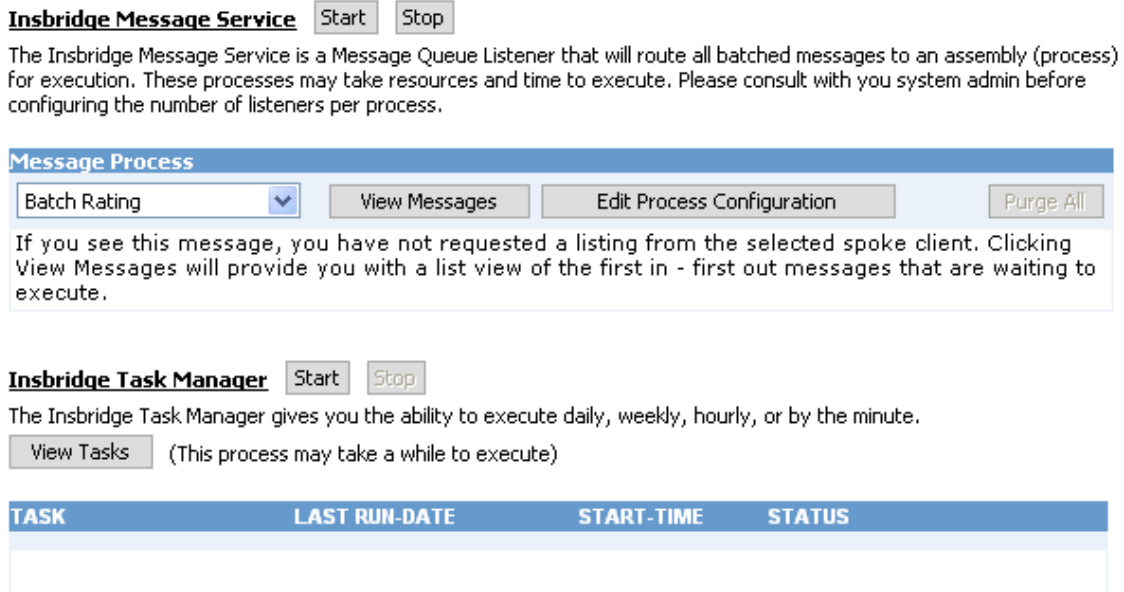 Insbridge Message Service Start Stop
The Insbridge Message Service is a Message Queue Listener that will route all batched messages to an assembly (process)
for execution. These processes may take resources and time to execute. Please consult with you system admin before
configuring the number of listeners per process.
Message Process
Batch Rating View Messages Edit Process Configuration Purge All
If you see this message, you have not requested a listing from the selected spoke client. Clicking
View Messages will provide you with a list view of the first in - first out messages that are waiting to
execute.
Insbridge Task Manager Start Stop
The Insbridge Task Manager gives you the ability to execute daily, weekly, hourly, or by the minute.
View Tasks (This process may take a while to execute)
TASK LAST RUN-DATE START-TIME STATUS